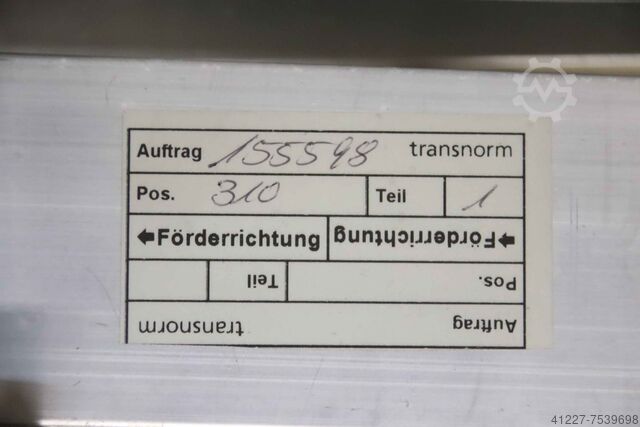 Auftrag 155598 transnorm
Pos. 310 Teil 1
←Förderrichtung ←Förderrichtung
Teil Pos.
transnorm Auftrag
41227-7539698